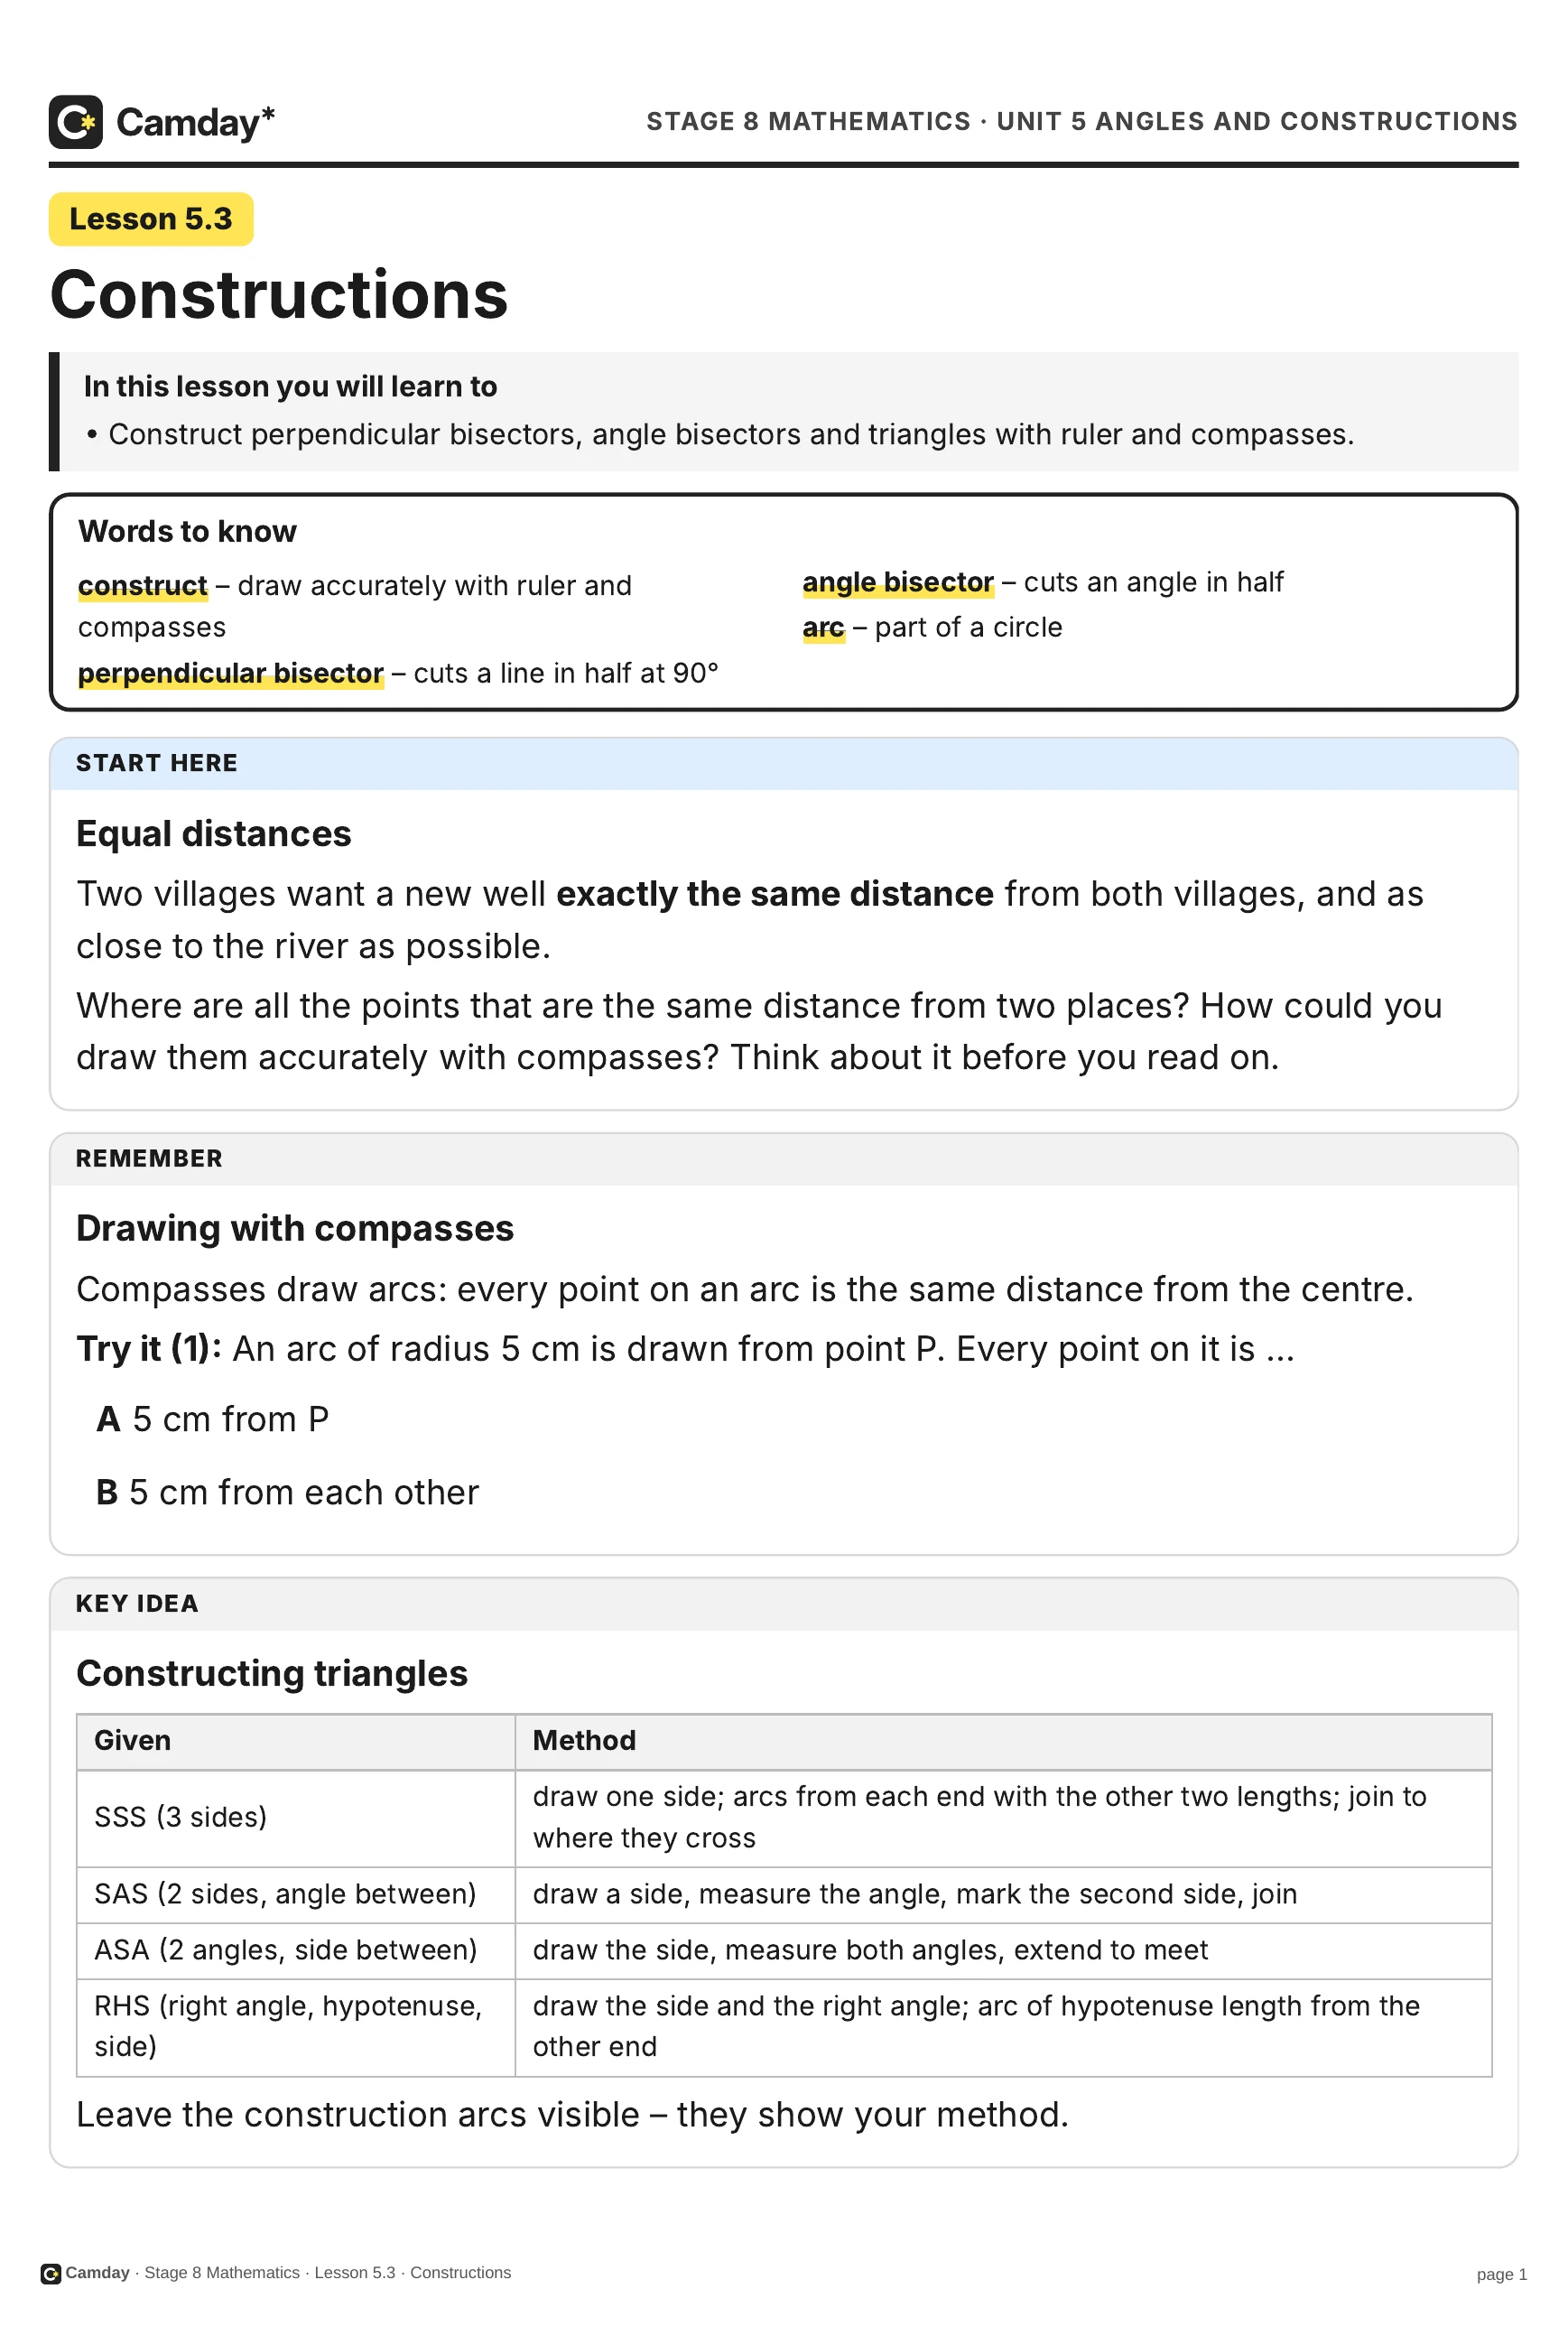 Camday*
STAGE 8 MATHEMATICS · UNIT 5 ANGLES AND CONSTRUCTIONS
Lesson 5.3
Constructions
In this lesson you will learn to
• Construct perpendicular bisectors, angle bisectors and triangles with ruler and compasses.
Words to know
construct – draw accurately with ruler and
compasses
perpendicular bisector – cuts a line in half at 90°
angle bisector – cuts an angle in half
arc – part of a circle
START HERE
Equal distances
Two villages want a new well exactly the same distance from both villages, and as
close to the river as possible.
Where are all the points that are the same distance from two places? How could you
draw them accurately with compasses? Think about it before you read on.
REMEMBER
Drawing with compasses
Compasses draw arcs: every point on an arc is the same distance from the centre.
Try it (1): An arc of radius 5 cm is drawn from point P. Every point on it is ...
A 5 cm from P
B 5 cm from each other
KEY IDEA
Constructing triangles
Given
Method
SSS (3 sides)
draw one side; arcs from each end with the other two lengths; join to
where they cross
SAS (2 sides, angle between)
draw a side, measure the angle, mark the second side, join
ASA (2 angles, side between)
draw the side, measure both angles, extend to meet
RHS (right angle, hypotenuse,
side)
draw the side and the right angle; arc of hypotenuse length from the
other end
Leave the construction arcs visible – they show your method.
Camday · Stage 8 Mathematics · Lesson 5.3 · Constructions
page 1